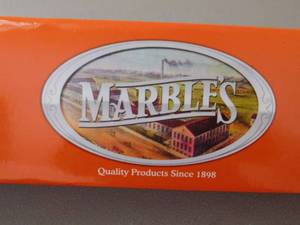 MARBLE'S
Quality Products Since 1898